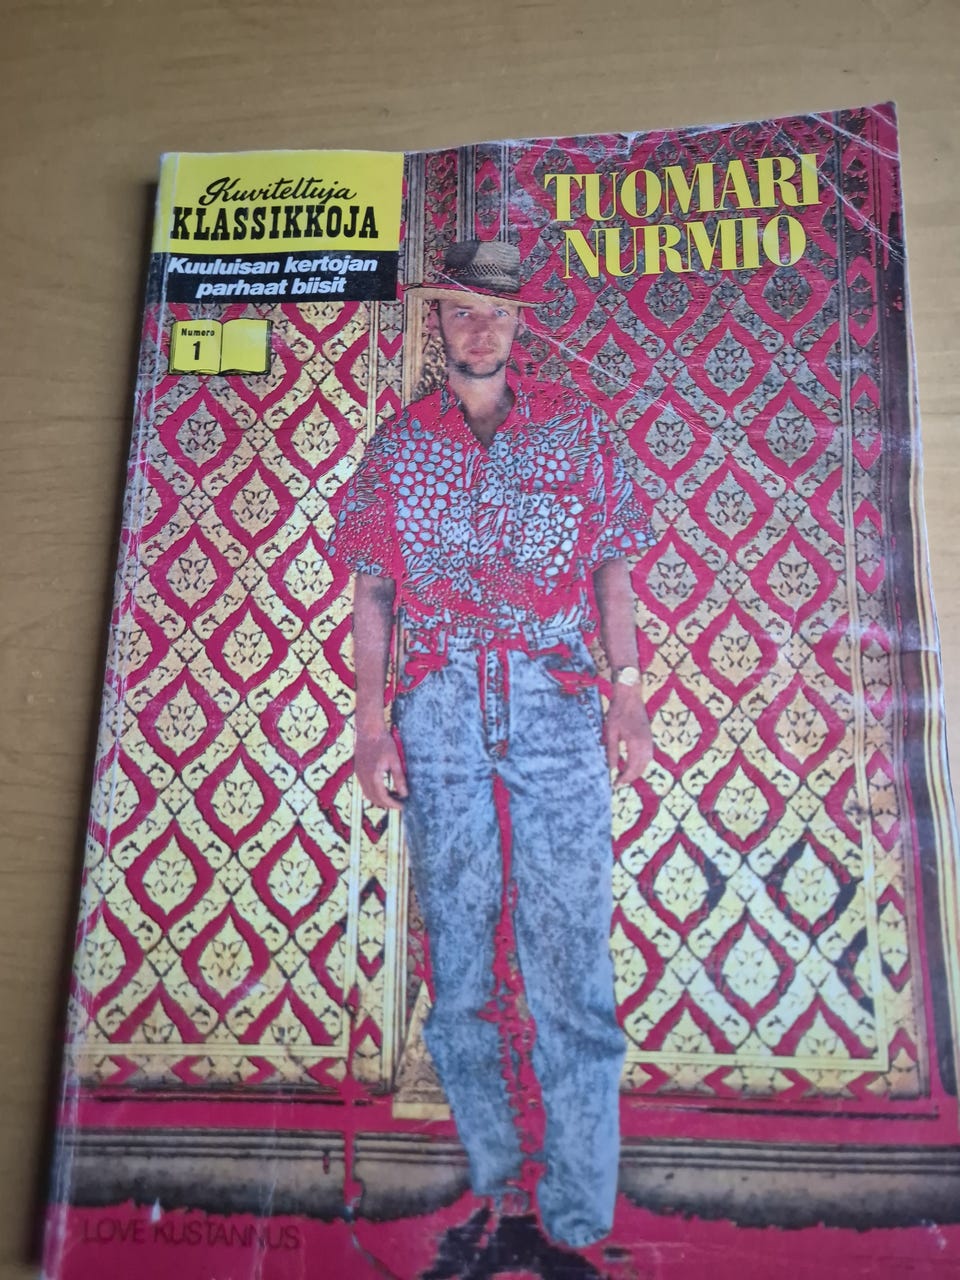 Kuviteltuja
KLASSIKKOJA
Kuuluisan kertojan
parhaat biisit
Numero
1
TUOMARI
NURMIO
LOVE KUSTANNUS